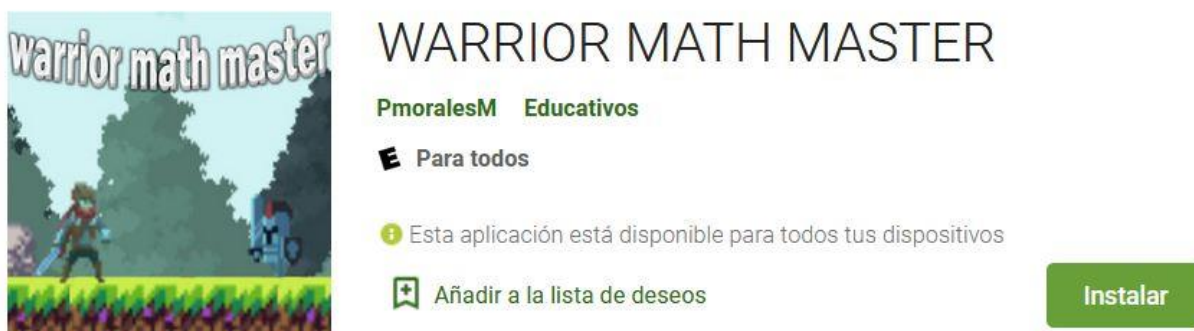 warrior math master
WARRIOR MATH MASTER
PmoralesM Educativos
E Para todos
Esta aplicación está disponible para todos tus dispositivos
Añadir a la lista de deseos
Instalar